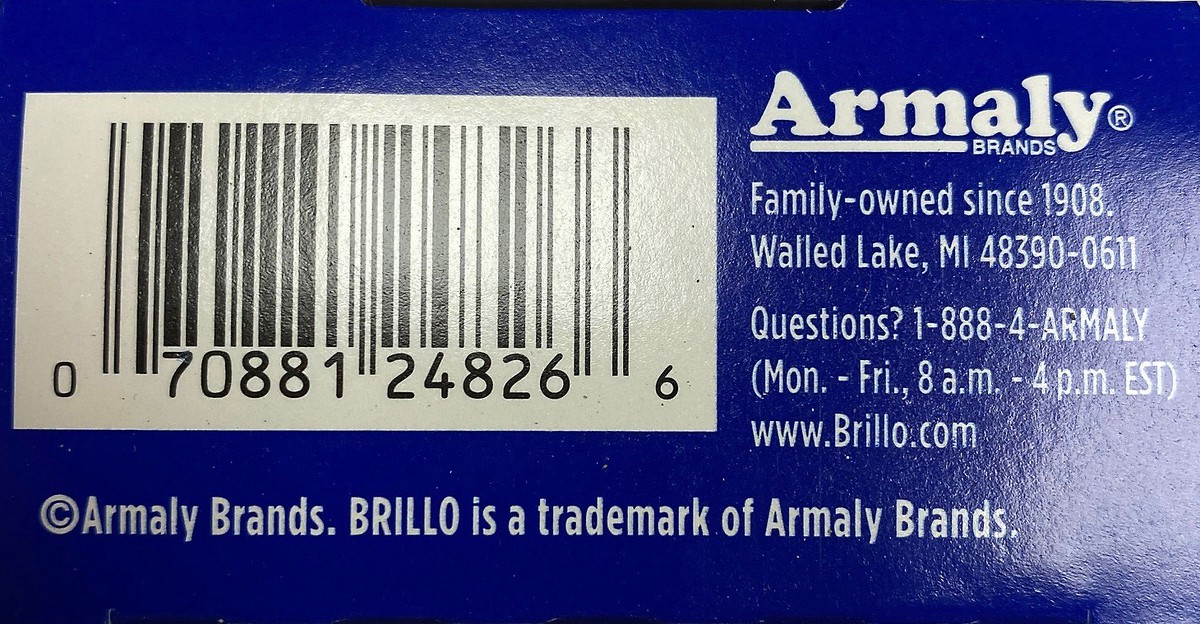 0 70881 24826 6
Armaly®
BRANDS
Family-owned since 1908.
Walled Lake, MI 48390-0611
Questions? 1-888-4-ARMALY
(Mon. - Fri., 8 a.m. - 4 p.m. EST)
www.Brillo.com
©Armaly Brands. BRILLO is a trademark of Armaly Brands.